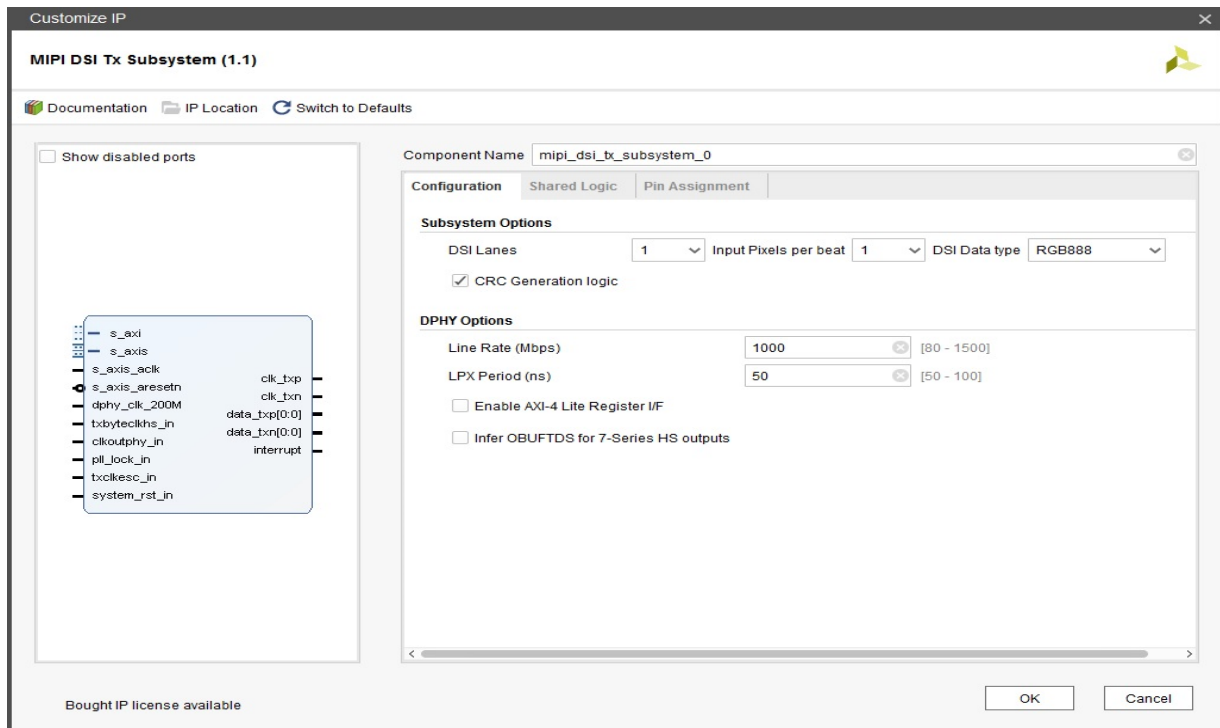 Customize IP
MIPI DSI Tx Subsystem (1.1)
Documentation IP Location Switch to Defaults
Show disabled ports
s_axi
s_axis
s_axis_aclk
s_axis_aresetn
dphy_clk_200M
txbyteclkhs_in
clkoutphy_in
pll_lock_in
txclkesc_in
system_rst_in
clk_txp
clk_txn
data_txp[0:0]
data_txn[0:0]
interrupt
Component Name mipi_dsi_tx_subsystem_0
Configuration Shared Logic Pin Assignment
Subsystem Options
DSI Lanes 1 Input Pixels per beat 1 DSI Data type RGB888
CRC Generation logic
DPHY Options
Line Rate (Mbps) 1000 [80 - 1500]
LPX Period (ns) 50 [50 - 100]
Enable AXI-4 Lite Register I/F
Infer OBUFTDS for 7-Series HS outputs
Bought IP license available
OK Cancel